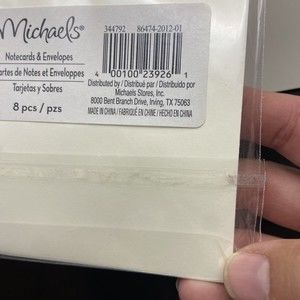 Michaels®
344792 86474-2012-01
Notecards & Envelopes
artes de Notes et Enveloppes
Tarjetas y Sobres
8 pcs / pzs
4 00100 23926 1
Distributed by / Distribué par / Distribuido por
Michaels Stores, Inc.
8000 Bent Branch Drive, Irving, TX 75063
MADE IN CHINA / FABRIQUÉ EN CHINE / HECHO EN CHINA